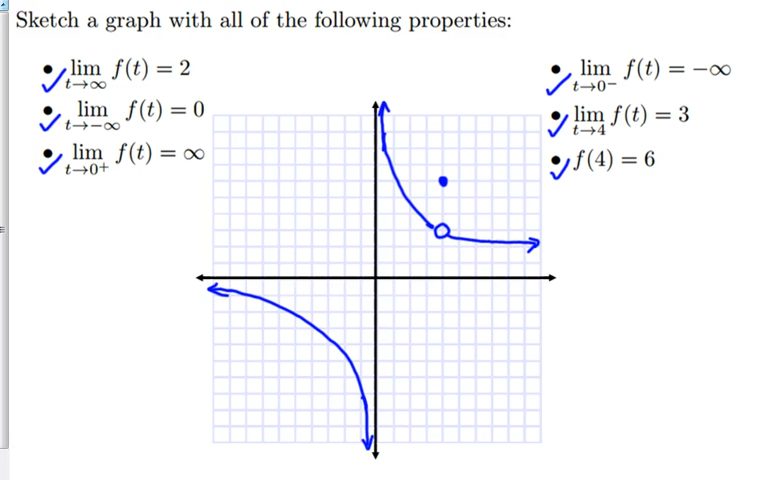 Sketch a graph with all of the following properties:
• lim t→∞ f(t) = 2
• lim t→−∞ f(t) = 0
• lim t→0+ f(t) = ∞
• lim t→0− f(t) = −∞
• lim t→4 f(t) = 3
• f(4) = 6